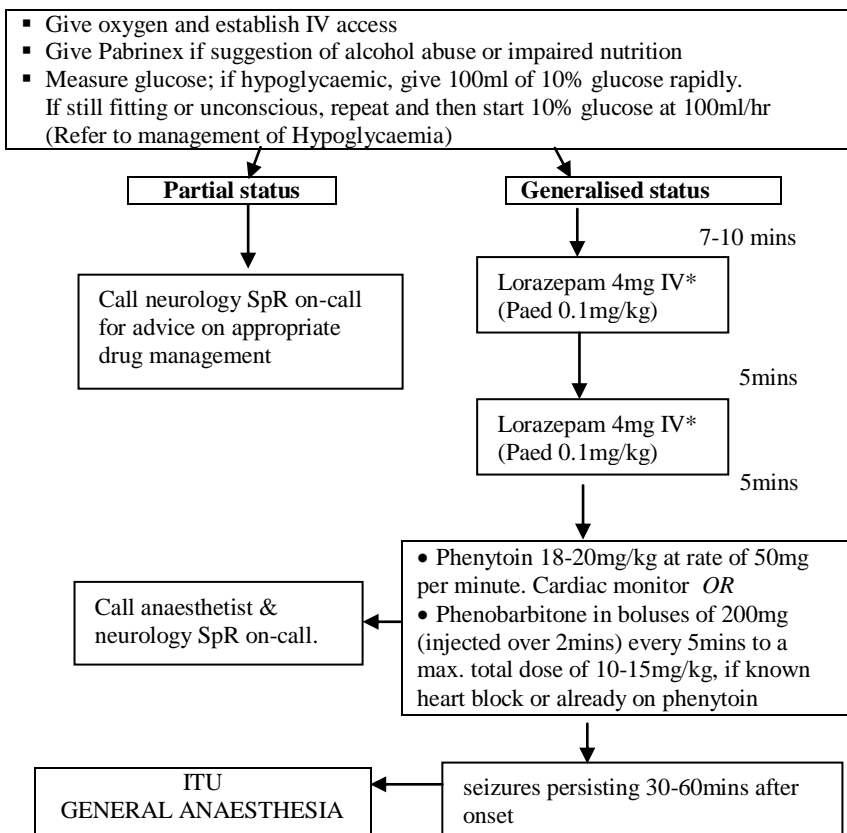 ▪ Give oxygen and establish IV access
▪ Give Pabrinex if suggestion of alcohol abuse or impaired nutrition
▪ Measure glucose; if hypoglycaemic, give 100ml of 10% glucose rapidly.
If still fitting or unconscious, repeat and then start 10% glucose at 100ml/hr
(Refer to management of Hypoglycaemia)
Partial status
Generalised status
7-10 mins
Call neurology SpR on-call
for advice on appropriate
drug management
Lorazepam 4mg IV*
(Paed 0.1mg/kg)
5mins
Lorazepam 4mg IV*
(Paed 0.1mg/kg)
5mins
• Phenytoin 18-20mg/kg at rate of 50mg
per minute. Cardiac monitor OR
• Phenobarbitone in boluses of 200mg
(injected over 2mins) every 5mins to a
max. total dose of 10-15mg/kg, if known
heart block or already on phenytoin
Call anaesthetist &
neurology SpR on-call.
seizures persisting 30-60mins after
onset
ITU
GENERAL ANAESTHESIA